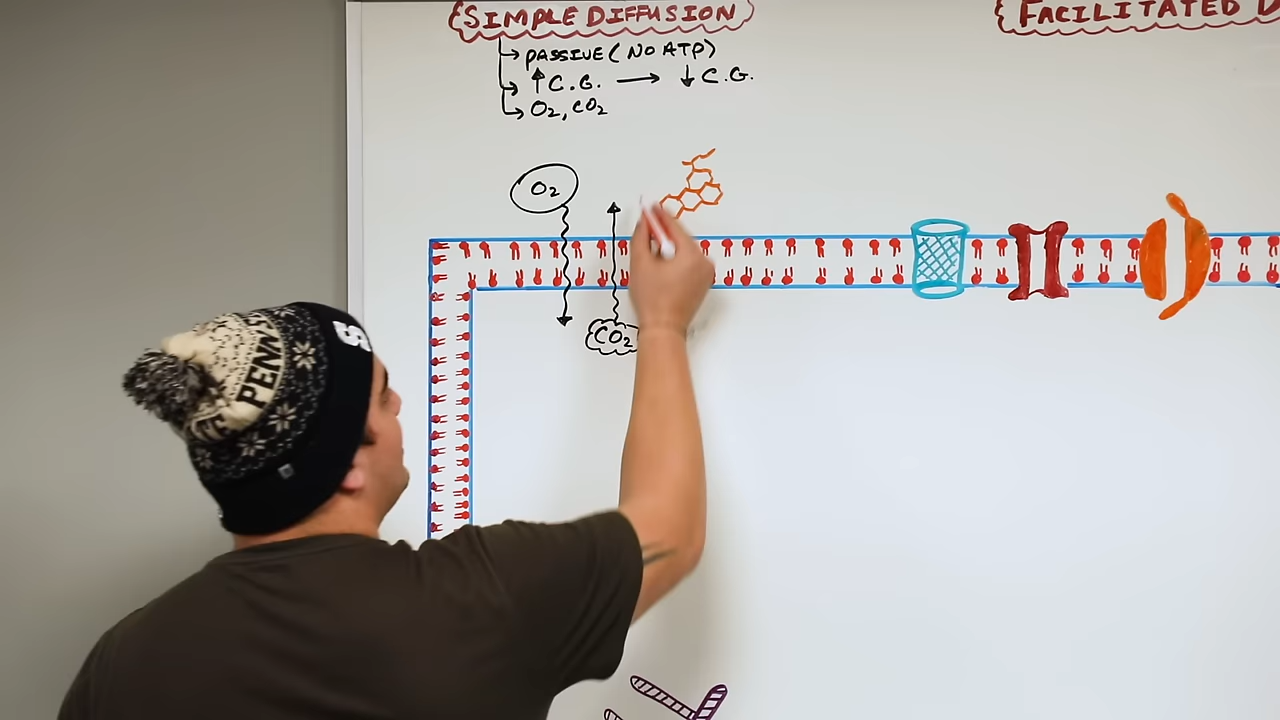 SIMPLE DIFFUSION
FACILITATED D
→ PASSIVE (NO ATP)
→ ↑ C.G. → ↓ C.G.
→ O2, CO2
O2
CO2
PENN S
S